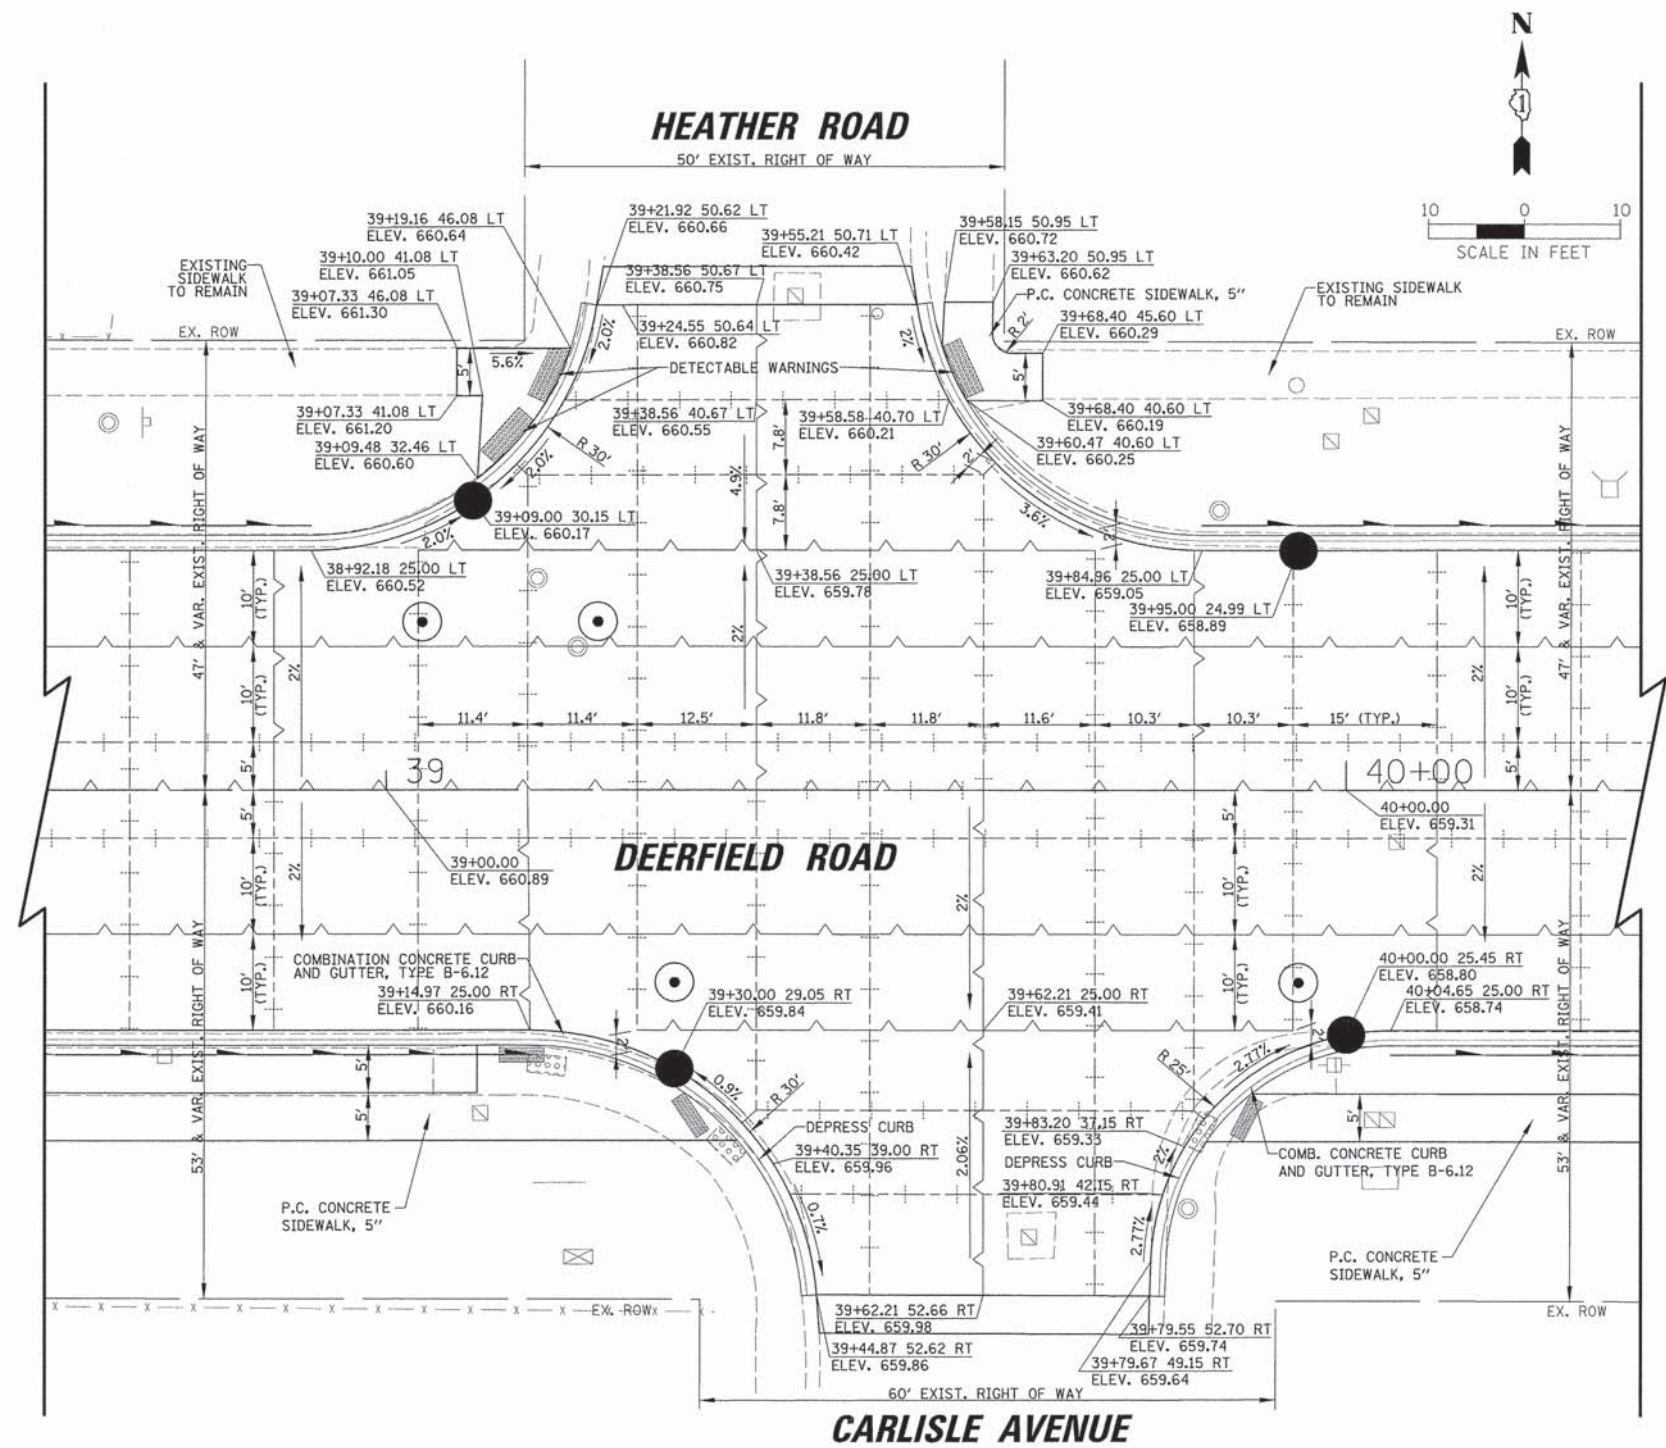 N
1
HEATHER ROAD
50' EXIST. RIGHT OF WAY
10 0 10
SCALE IN FEET
39+19.16 46.08 LT
ELEV. 660.64
39+10.00 41.08 LT
ELEV. 661.05
39+07.33 46.08 LT
ELEV. 661.30
EXISTING
SIDEWALK
TO REMAIN
EX. ROW
39+21.92 50.62 LT
ELEV. 660.66
39+38.56 50.67 LT
ELEV. 660.75
39+24.55 50.64 LT
ELEV. 660.82
39+55.21 50.71 LT
ELEV. 660.42
39+58.15 50.95 LT
ELEV. 660.72
39+63.20 50.95 LT
ELEV. 660.62
P.C. CONCRETE SIDEWALK, 5"
39+68.40 45.60 LT
ELEV. 660.29
EXISTING SIDEWALK
TO REMAIN
EX. ROW
R 2'
2.0%
2%
5.6%
5'
5'
DETECTABLE WARNINGS
39+07.33 41.08 LT
ELEV. 661.20
39+09.48 32.46 LT
ELEV. 660.60
39+38.56 40.67 LT
ELEV. 660.55
39+58.58 40.70 LT
ELEV. 660.21
39+68.40 40.60 LT
ELEV. 660.19
39+60.47 40.60 LT
ELEV. 660.25
7.8'
7.8'
4.9%
R 30'
2.0%
R 30'
2'
3.6%
2'
39+09.00 30.15 LT
ELEV. 660.17
2.0%
38+92.18 25.00 LT
ELEV. 660.52
39+38.56 25.00 LT
ELEV. 659.78
39+84.96 25.00 LT
ELEV. 659.05
39+95.00 24.99 LT
ELEV. 658.89
47' & VAR. EXIST. RIGHT OF WAY
10'
(TYP.)
10'
(TYP.)
5'
2%
2%
2%
10'
(TYP.)
10'
(TYP.)
5'
47' & VAR. EXIST. RIGHT OF WAY
11.4'
11.4'
12.5'
11.8'
11.8'
11.6'
10.3'
10.3'
15' (TYP.)
39
40+00
39+00.00
ELEV. 660.89
40+00.00
ELEV. 659.31
DEERFIELD ROAD
53' & VAR. EXIST. RIGHT OF WAY
5'
10'
(TYP.)
10'
(TYP.)
2%
2%
5'
10'
(TYP.)
10'
(TYP.)
2%
53' & VAR. EXIST. RIGHT OF WAY
COMBINATION CONCRETE CURB
AND GUTTER, TYPE B-6.12
39+14.97 25.00 RT
ELEV. 660.16
39+30.00 29.05 RT
ELEV. 659.84
39+62.21 25.00 RT
ELEV. 659.41
40+00.00 25.45 RT
ELEV. 658.80
40+04.65 25.00 RT
ELEV. 658.74
2'
2'
5'
5'
5'
0.9%
R 30'
R 25'
2.77%
DEPRESS CURB
39+40.35 39.00 RT
ELEV. 659.96
39+83.20 37.15 RT
ELEV. 659.33
DEPRESS CURB
39+80.91 42.15 RT
ELEV. 659.44
2%
2.06%
0.7%
2.77%
COMB. CONCRETE CURB
AND GUTTER, TYPE B-6.12
P.C. CONCRETE
SIDEWALK, 5"
P.C. CONCRETE
SIDEWALK, 5"
X X X X X X X X X EX. ROW X X
EX. ROW
39+62.21 52.66 RT
ELEV. 659.98
39+44.87 52.62 RT
ELEV. 659.86
39+79.55 52.70 RT
ELEV. 659.74
39+79.67 49.15 RT
ELEV. 659.64
60' EXIST. RIGHT OF WAY
CARLISLE AVENUE